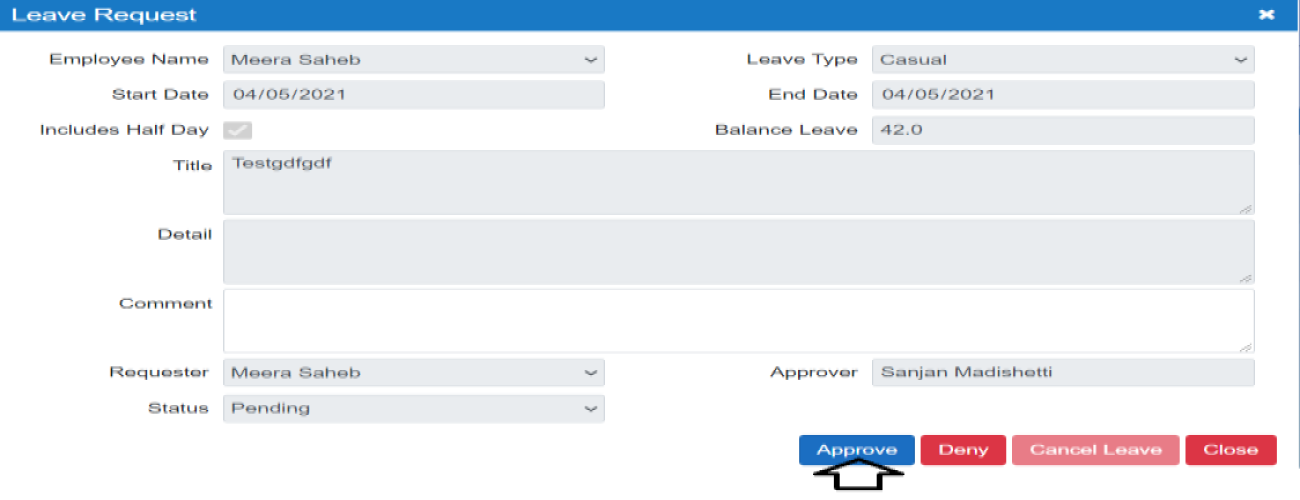 Leave Request
Employee Name Meera Saheb Leave Type Casual
Start Date 04/05/2021 End Date 04/05/2021
Includes Half Day Balance Leave 42.0
Title Testgdfgdf
Detail
Comment
Requester Meera Saheb Approver Sanjan Madishetti
Status Pending
Approve Deny Cancel Leave Close